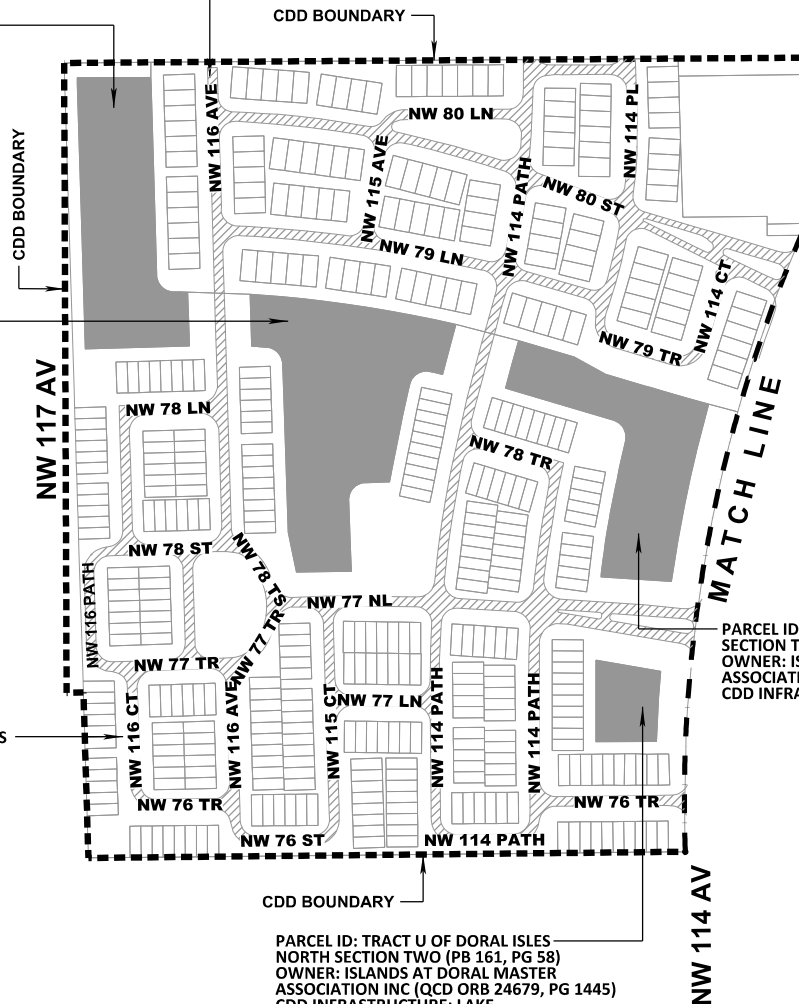 CDD BOUNDARY
CDD BOUNDARY
NW 116 AVE
NW 80 LN
NW 114 PL
NW 115 AVE
NW 114 PATH
NW 80 ST
NW 79 LN
NW 114 CT
NW 79 TR
NW 117 AV
NW 78 LN
NW 78 TR
MATCH LINE
NW 78 ST
NW 78 TS
NW 116 PATH
NW 77 NL
NW 77 TR
NW 77 TR
PARCEL ID
SECTION T
OWNER: IS
ASSOCIATI
CDD INFRA
NW 116 CT
NW 116 AVE
NW 115 CT
NW 77 LN
NW 114 PATH
NW 114 PATH
S
NW 76 TR
NW 76 TR
NW 76 ST
NW 114 PATH
CDD BOUNDARY
NW 114 AV
PARCEL ID: TRACT U OF DORAL ISLES
NORTH SECTION TWO (PB 161, PG 58)
OWNER: ISLANDS AT DORAL MASTER
ASSOCIATION INC (QCD ORB 24679, PG 1445)
CDD INFRASTRUCTURE: LAKE